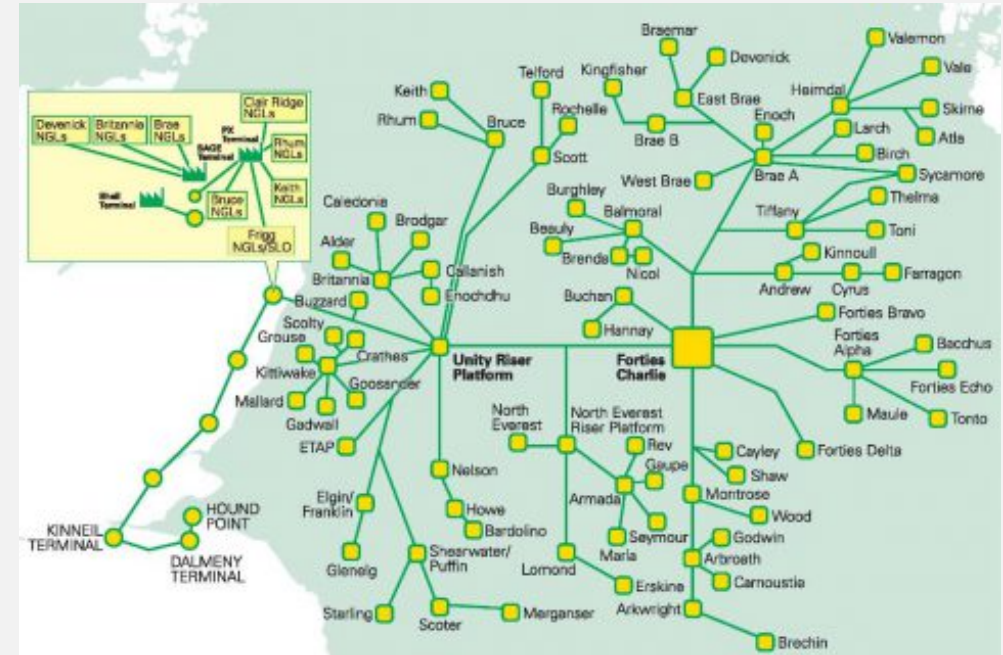 Clair Ridge
NGLs
Devenick
NGLs
Britannia
NGLs
Brae
NGLs
PX
Terminal
SAGE
Terminal
Rhum
NGLs
Shell
Terminal
Bruce
NGLs
Keith
NGLs
Frigg
NGLs/SLO
Keith
Rhum
Bruce
Telford
Rochelle
Scott
Braemar
Devenick
Kingfisher
East Brae
Brae B
Enoch
West Brae
Brae A
Heimdal
Valemon
Vale
Skirne
Atla
Larch
Birch
Sycamore
Thelma
Tiffany
Toni
Kinnoull
Andrew
Cyrus
Farragon
Burghley
Balmoral
Beauly
Brenda
Nicol
Buchan
Hannay
Caledonia
Brodgar
Alder
Britannia
Callanish
Enochdhu
Buzzard
Scolty
Grouse
Crathes
Kittiwake
Goosander
Mallard
Gadwall
ETAP
Unity Riser
Platform
Forties
Charlie
Forties Bravo
Forties
Alpha
Bacchus
Forties Echo
Maule
Tonto
Forties Delta
North
Everest
North Everest
Riser Platform
Rev
Gaupe
Armada
Seymour
Maria
Lomond
Erskine
Nelson
Howe
Bardolino
Elgin/
Franklin
Glenelg
Shearwater/
Puffin
Starling
Scoter
Merganser
Cayley
Shaw
Montrose
Wood
Godwin
Arbroath
Carnoustie
Arkwright
Brechin
KINNEIL
TERMINAL
HOUND
POINT
DALMENY
TERMINAL